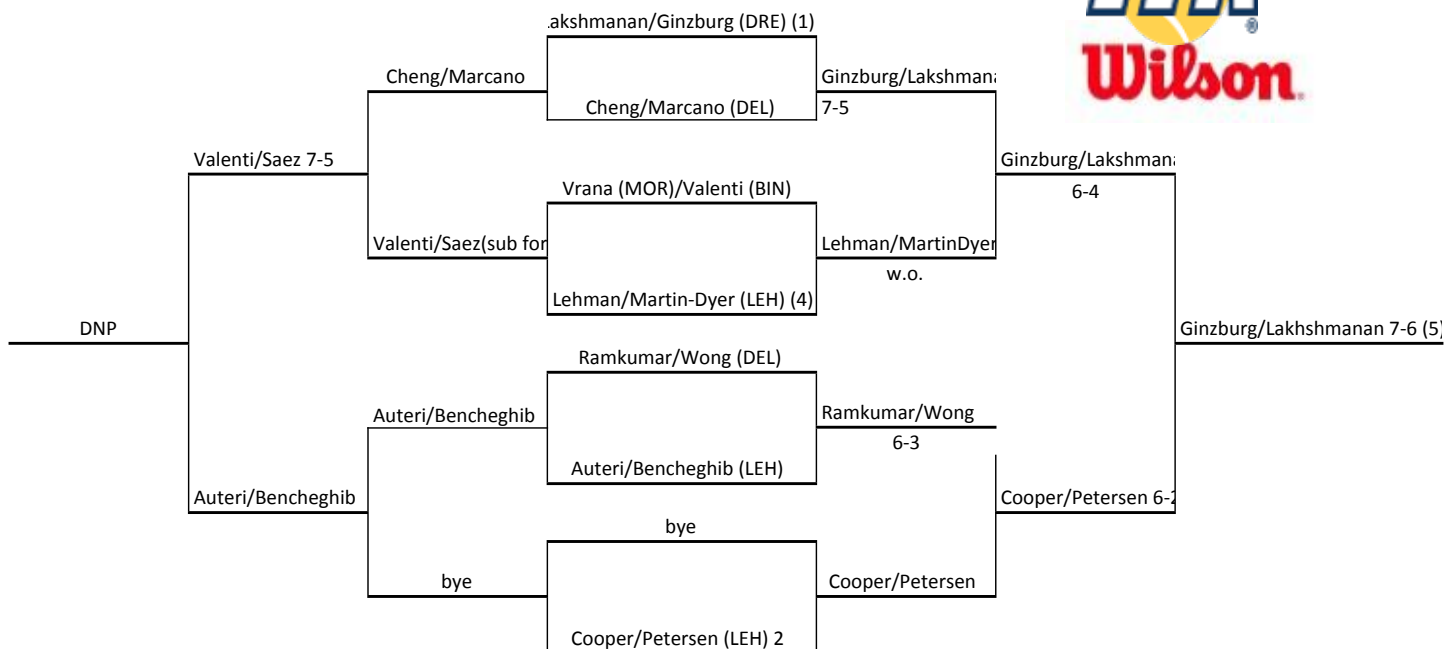 akshmanan/Ginzburg (DRE) (1)
®
Wilson.
Cheng/Marcano
Ginzburg/Lakshmana
Cheng/Marcano (DEL)
7-5
Valenti/Saez 7-5
Ginzburg/Lakshmana
Vrana (MOR)/Valenti (BIN)
6-4
Valenti/Saez(sub for
Lehman/MartinDyer
w.o.
Lehman/Martin-Dyer (LEH) (4)
DNP
Ginzburg/Lakhshmanan 7-6 (5)
Ramkumar/Wong (DEL)
Auteri/Bencheghib
Ramkumar/Wong
6-3
Auteri/Bencheghib (LEH)
Auteri/Bencheghib
Cooper/Petersen 6-2
bye
bye
Cooper/Petersen
Cooper/Petersen (LEH) 2